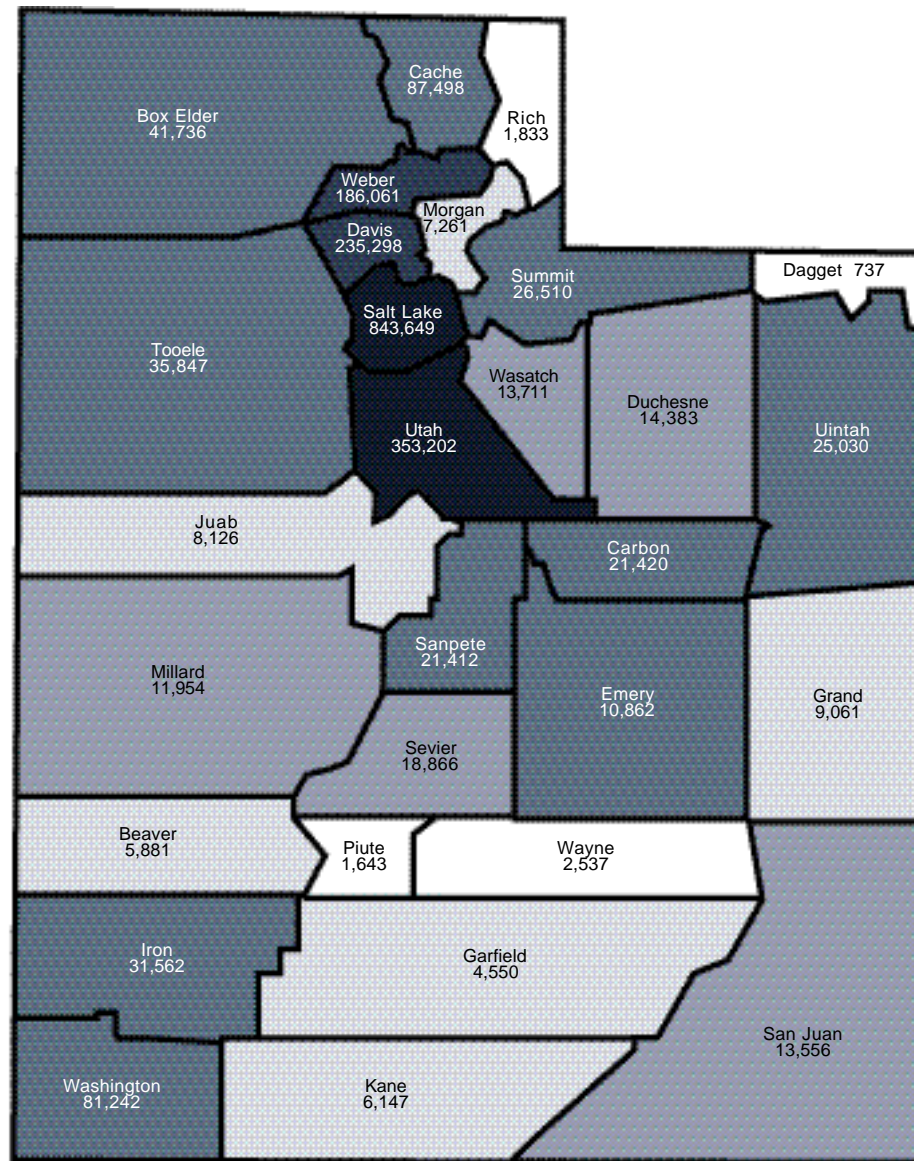 Cache
87,498
Box Elder
41,736
Rich
1,833
Weber
186,061
Morgan
7,261
Davis
235,298
Summit
26,510
Dagget 737
Salt Lake
843,649
Tooele
35,847
Wasatch
13,711
Duchesne
14,383
Utah
353,202
Uintah
25,030
Juab
8,126
Carbon
21,420
Sanpete
21,412
Millard
11,954
Emery
10,862
Grand
9,061
Sevier
18,866
Beaver
5,881
Piute
1,643
Wayne
2,537
Iron
31,562
Garfield
4,550
San Juan
13,556
Washington
81,242
Kane
6,147